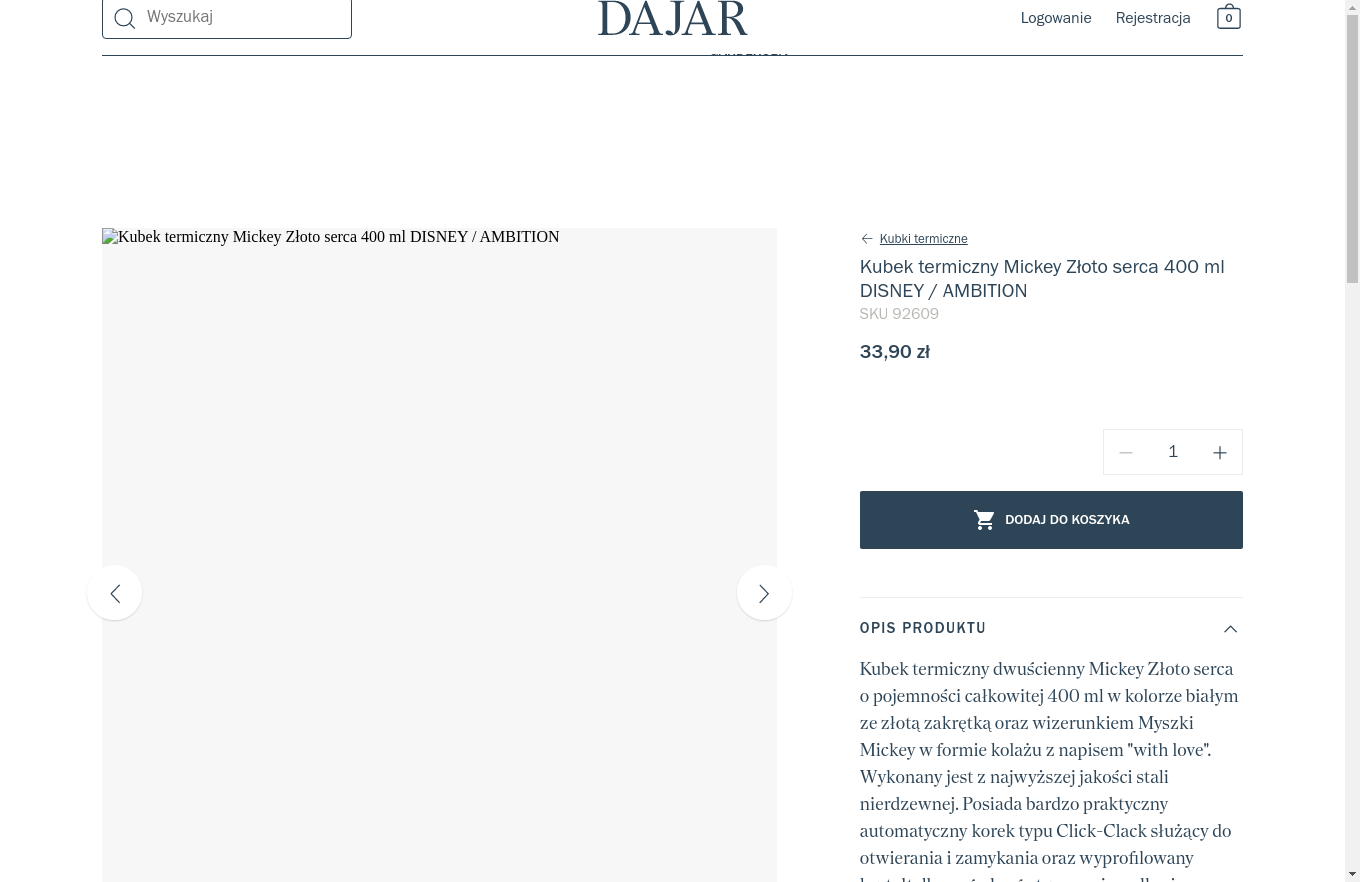 Wyszukaj
DAJAR
Logowanie
Rejestracja
0
Kubek termiczny Mickey Złoto serca 400 ml DISNEY / AMBITION
Kubki termiczne
Kubek termiczny Mickey Złoto serca 400 ml
DISNEY / AMBITION
SKU 92609
33,90 zł
1
DODAJ DO KOSZYKA
OPIS PRODUKTU
Kubek termiczny dwuścienny Mickey Złoto serca
o pojemności całkowitej 400 ml w kolorze białym
ze złotą zakrętką oraz wizerunkiem Myszki
Mickey w formie kolażu z napisem "with love".
Wykonany jest z najwyższej jakości stali
nierdzewnej. Posiada bardzo praktyczny
automatyczny korek typu Click-Clack służący do
otwierania i zamykania oraz wyprofilowany